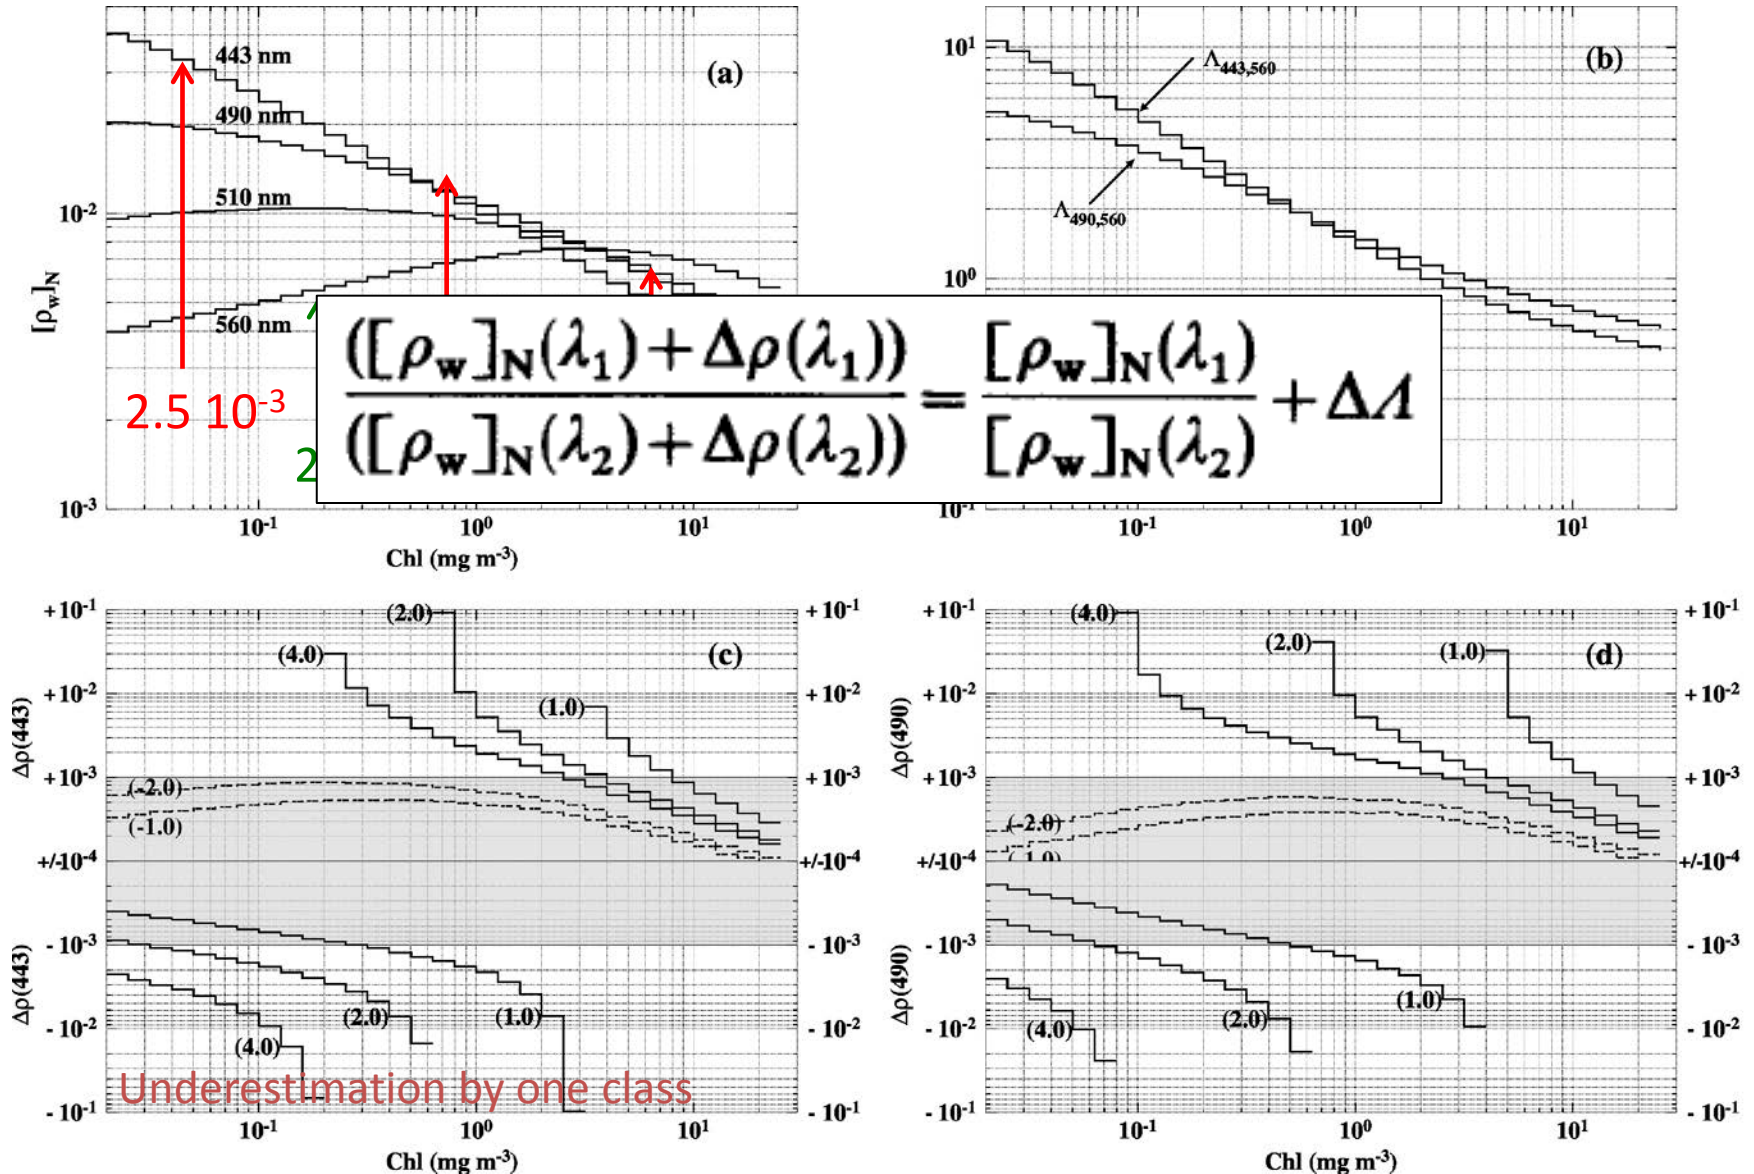 443 nm
490 nm
510 nm
560 nm
(a)
[ρw]N
10-2
10-3
10-1 100 101
Chl (mg m-3)
2.5 10-3
2
(b)
Λ443,560
Λ490,560
101
100
10-1
10-1 100 101
Chl (mg m-3)
([ρw]N(λ1) + Δρ(λ1)) / ([ρw]N(λ2) + Δρ(λ2)) = [ρw]N(λ1) / [ρw]N(λ2) + ΔΛ
(c)
Δρ(443)
Δρ(443)
+ 10-1
+ 10-2
+ 10-3
+/-10-4
- 10-3
- 10-2
- 10-1
(2.0)
(4.0)
(1.0)
(-2.0)
(-1.0)
(2.0)
(1.0)
(4.0)
+ 10-1
+ 10-2
+ 10-3
+/-10-4
- 10-3
- 10-2
- 10-1
Underestimation by one class
10-1 100 101
Chl (mg m-3)
(d)
Δρ(490)
Δρ(490)
+ 10-1
+ 10-2
+ 10-3
+/-10-4
- 10-3
- 10-2
- 10-1
(4.0)
(2.0)
(1.0)
(-2.0)
(1.0)
(2.0)
(4.0)
+ 10-1
+ 10-2
+ 10-3
+/-10-4
- 10-3
- 10-2
- 10-1
10-1 100 101
Chl (mg m-3)